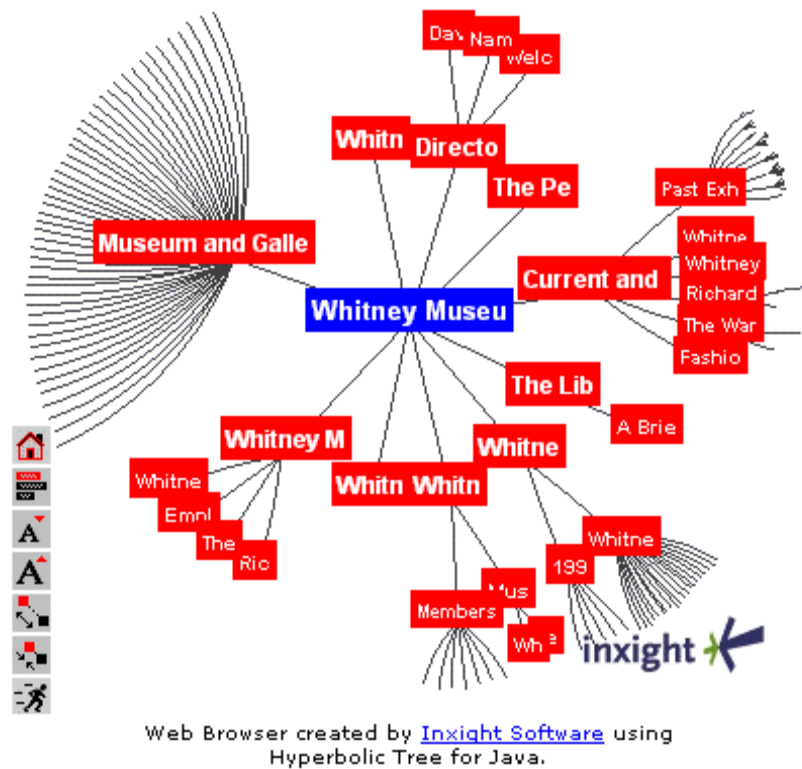 Dav
Nam
Welc
Whitn
Directo
The Pe
Past Exh
Museum and Galle
Whitne
Whitney
Current and
Richard
Whitney Museu
The War
Fashio
The Lib
A Brie
Whitney M
Whitne
Whitne
Whitn
Whitn
Empl
The
Ric
Whitne
199
Mus
Members
Wh
e
A
A
inxight
Web Browser created by Inxight Software using
Hyperbolic Tree for Java.